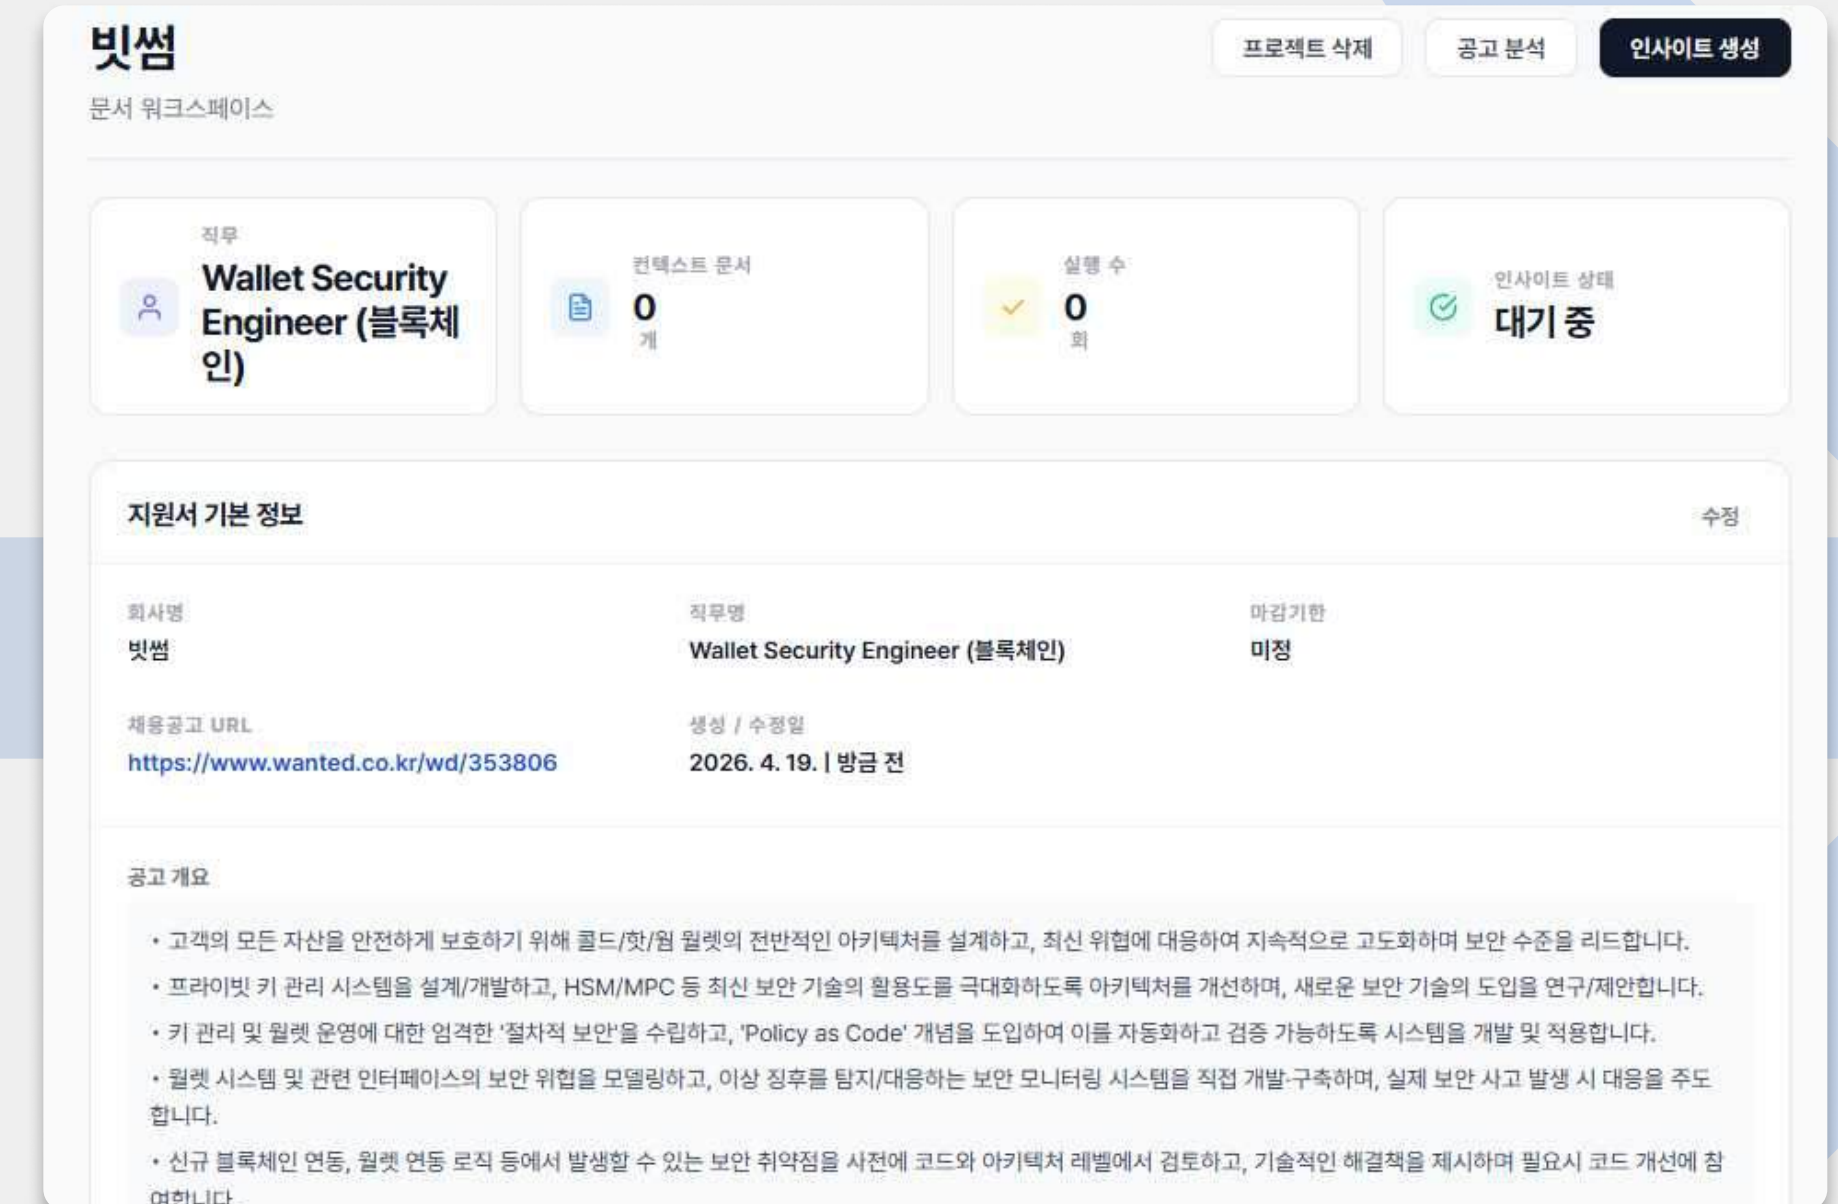 빗썸
프로젝트 삭제
공고 분석
인사이트 생성
문서 워크스페이스
직무
Wallet Security
Engineer (블록체
인)
컨텍스트 문서
0
개
실행 수
0
회
인사이트 상태
대기 중
지원서 기본 정보
수정
회사명
직무명
마감기한
빗썸
Wallet Security Engineer (블록체인)
미정
채용공고 URL
생성 / 수정일
https://www.wanted.co.kr/wd/353806
2026. 4. 19. | 방금 전
공고 개요
• 고객의 모든 자산을 안전하게 보호하기 위해 콜드/핫/웜 월렛의 전반적인 아키텍처를 설계하고, 최신 위협에 대응하여 지속적으로 고도화하며 보안 수준을 리드합니다.
• 프라이빗 키 관리 시스템을 설계/개발하고, HSM/MPC 등 최신 보안 기술의 활용도를 극대화하도록 아키텍처를 개선하며, 새로운 보안 기술의 도입을 연구/제안합니다.
• 키 관리 및 월렛 운영에 대한 엄격한 '절차적 보안'을 수립하고, 'Policy as Code' 개념을 도입하여 이를 자동화하고 검증 가능하도록 시스템을 개발 및 적용합니다.
• 월렛 시스템 및 관련 인터페이스의 보안 위협을 모델링하고, 이상 징후를 탐지/대응하는 보안 모니터링 시스템을 직접 개발·구축하며, 실제 보안 사고 발생 시 대응을 주도
합니다.
• 신규 블록체인 연동, 월렛 연동 로직 등에서 발생할 수 있는 보안 취약점을 사전에 코드와 아키텍처 레벨에서 검토하고, 기술적인 해결책을 제시하며 필요시 코드 개선에 참
여합니다.